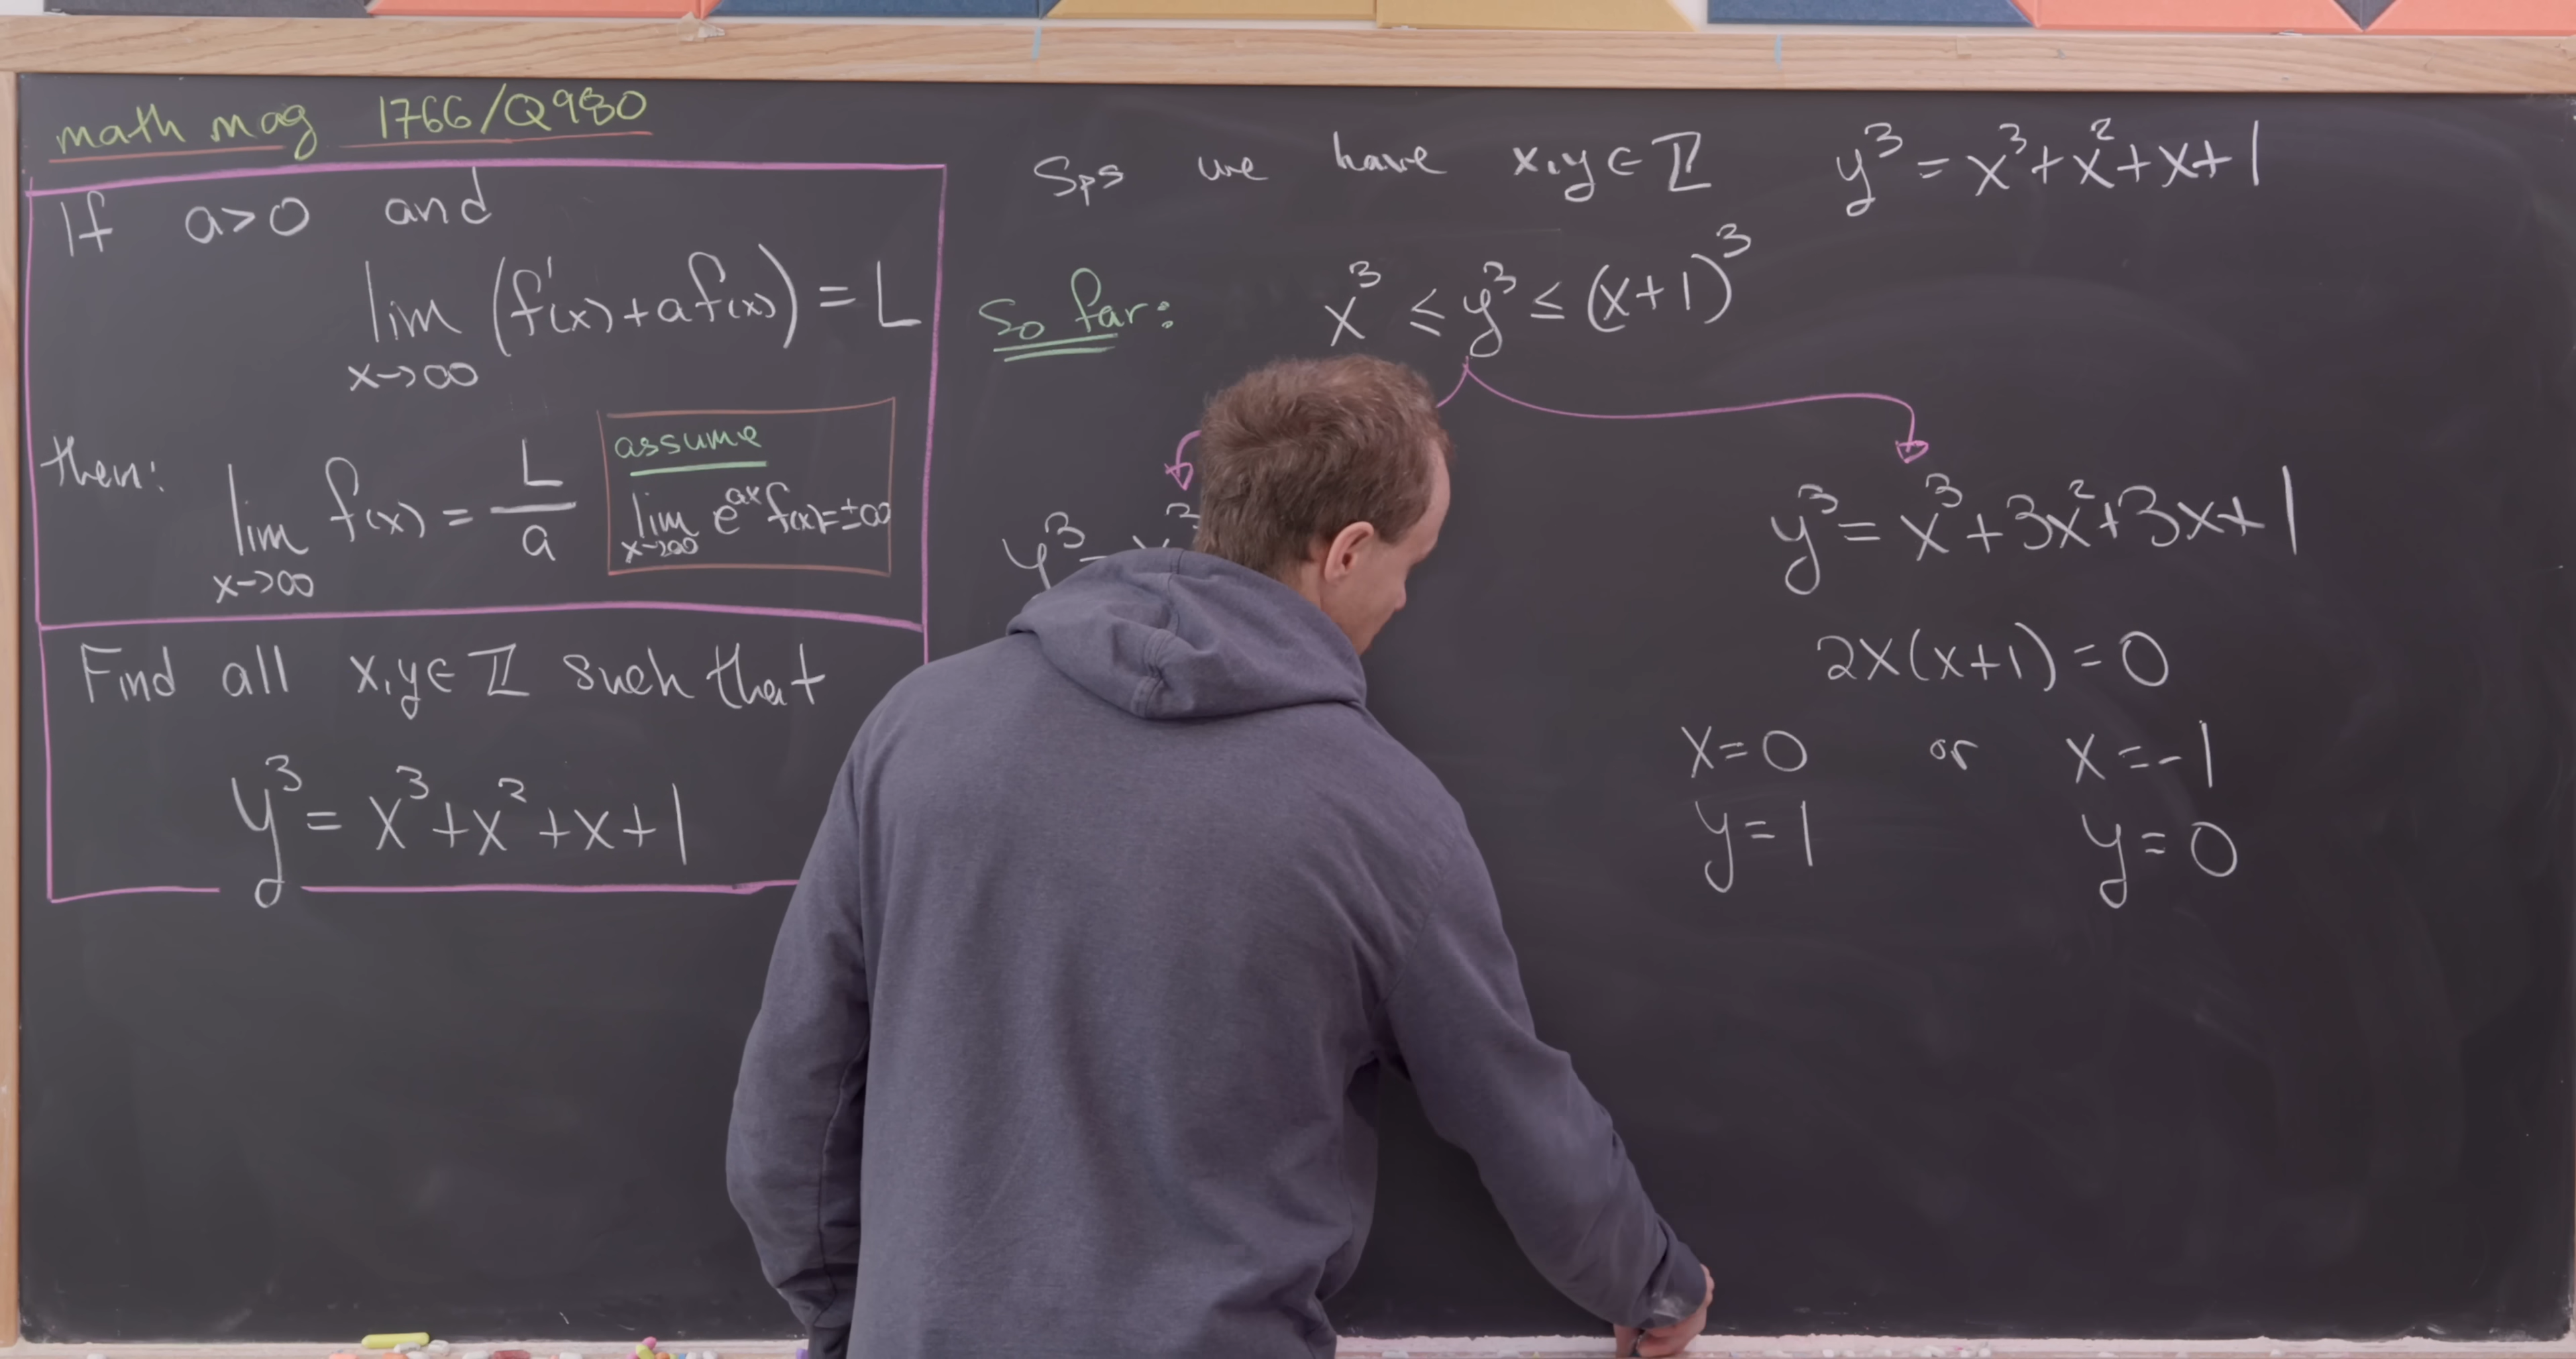 math mag 1766/Q980
If a>0 and
lim (f'(x)+af(x)) = L
x→∞
then: lim f(x) = L/a
x→∞
assume
lim e^{ax} f(x)=±∞
x→∞
Find all x,y∈ℤ such that
y³ = x³+x²+x+1
Sps we have x,y∈ℤ y³ = x³+x²+x+1
So far: x³ ≤ y³ ≤ (x+1)³
y³ =
y³ = x³+3x²+3x+1
2x(x+1) = 0
x=0 or x=-1
y=1 y=0